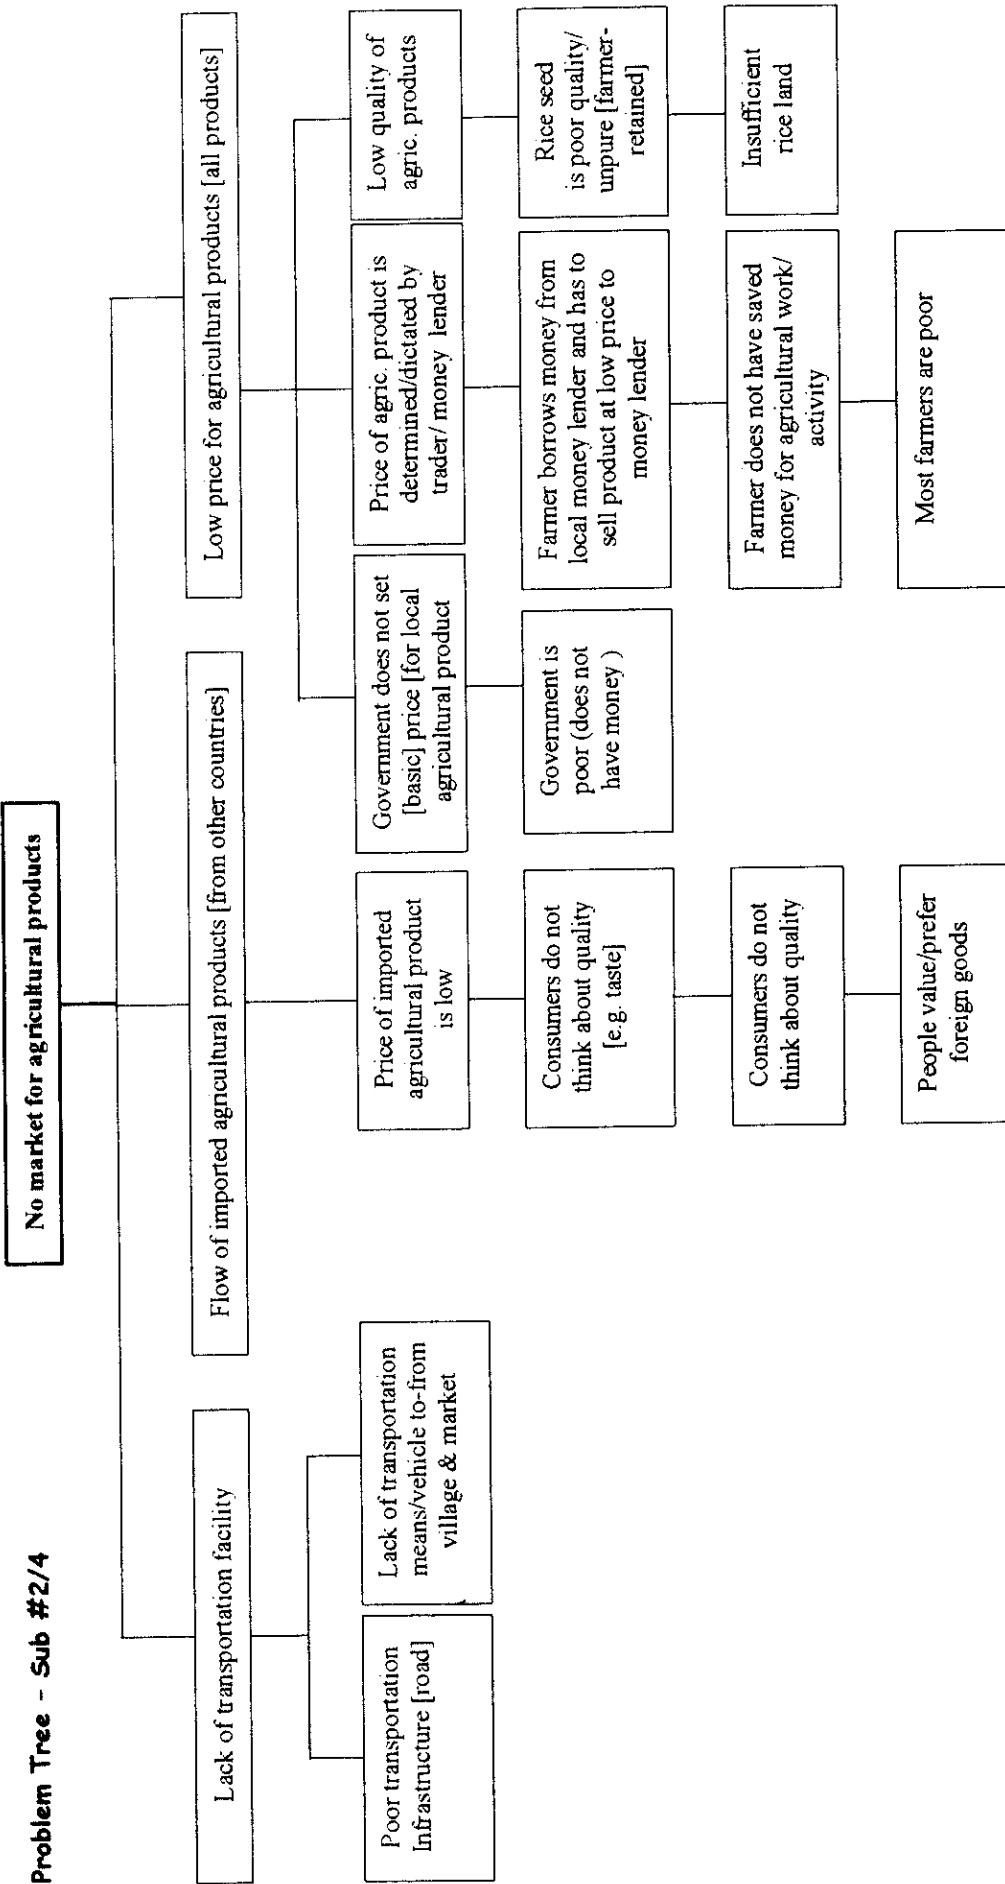 Problem Tree - Sub #2/4
No market for agricultural products
Lack of transportation facility
Flow of imported agricultural products [from other countries]
Low price for agricultural products [all products]
Poor transportation
Infrastructure [road]
Lack of transportation
means/vehicle to-from
village & market
Price of imported
agricultural product
is low
Government does not set
[basic] price [for local
agricultural product
Price of agric. product is
determined/dictated by
trader/ money lender
Low quality of
agric. products
Consumers do not
think about quality
[e.g. taste]
Government is
poor (does not
have money )
Farmer borrows money from
local money lender and has to
sell product at low price to
money lender
Rice seed
is poor quality/
unpure [farmer-
retained]
Consumers do not
think about quality
Farmer does not have saved
money for agricultural work/
activity
Insufficient
rice land
People value/prefer
foreign goods
Most farmers are poor